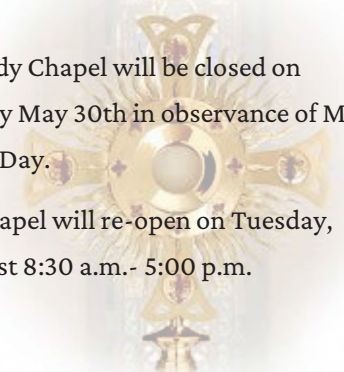 dy Chapel will be closed on
y May 30th in observance of M
Day.
apel will re-open on Tuesday,
st 8:30 a.m.- 5:00 p.m.